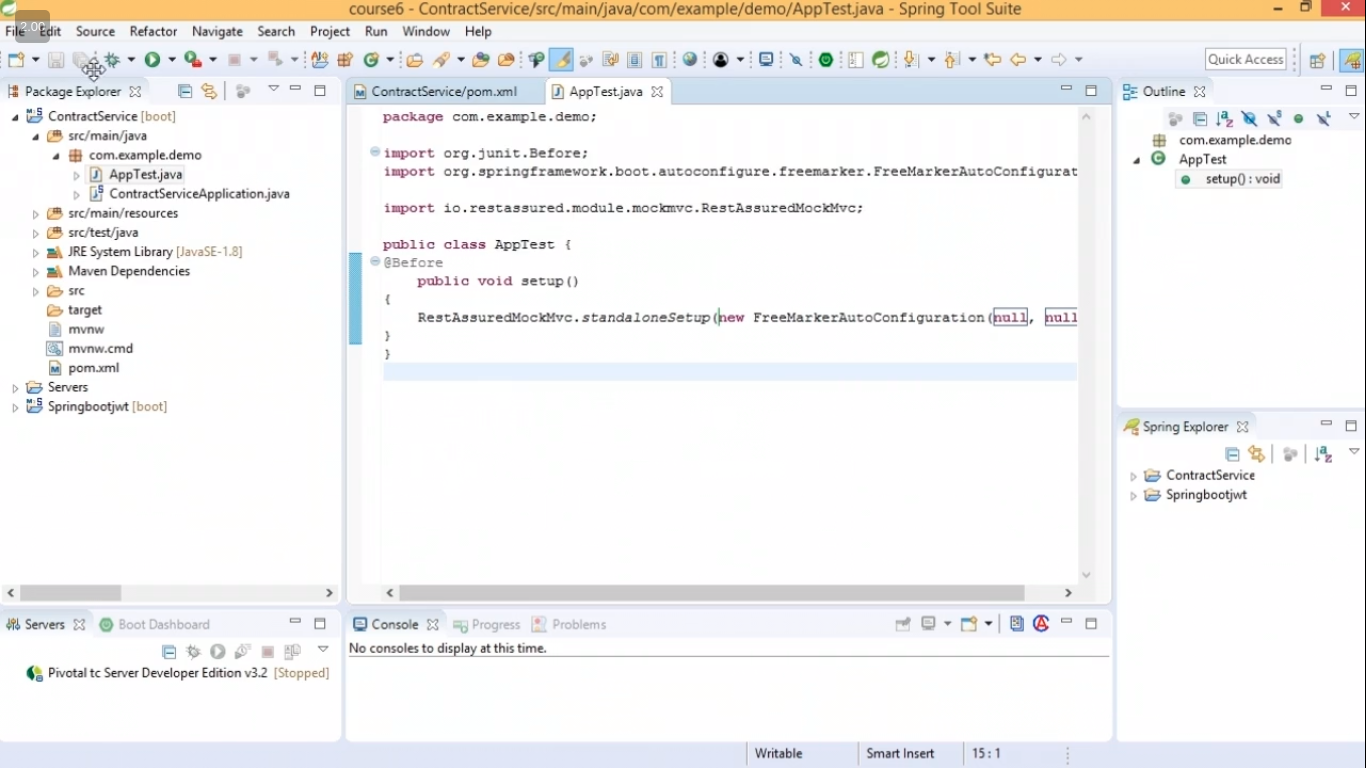 course6 - ContractService/src/main/java/com/example/demo/AppTest.java - Spring Tool Suite
2.00
File Edit Source Refactor Navigate Search Project Run Window Help
Quick Access
Package Explorer
ContractService [boot]
src/main/java
com.example.demo
AppTest.java
ContractServiceApplication.java
src/main/resources
src/test/java
JRE System Library [JavaSE-1.8]
Maven Dependencies
src
target
mvnw
mvnw.cmd
pom.xml
Servers
Springbootjwt [boot]
ContractService/pom.xml AppTest.java
package com.example.demo;
import org.junit.Before;
import org.springframework.boot.autoconfigure.freemarker.FreeMarkerAutoConfigurat
import io.restassured.module.mockmvc.RestAssuredMockMvc;
public class AppTest {
@Before
public void setup()
{
RestAssuredMockMvc.standaloneSetup(new FreeMarkerAutoConfiguration(null, null
}
}
Outline
com.example.demo
AppTest
setup() : void
Spring Explorer
ContractService
Springbootjwt
Servers Boot Dashboard
Pivotal tc Server Developer Edition v3.2 [Stopped]
Console Progress Problems
No consoles to display at this time.
Writable Smart Insert 15 : 1